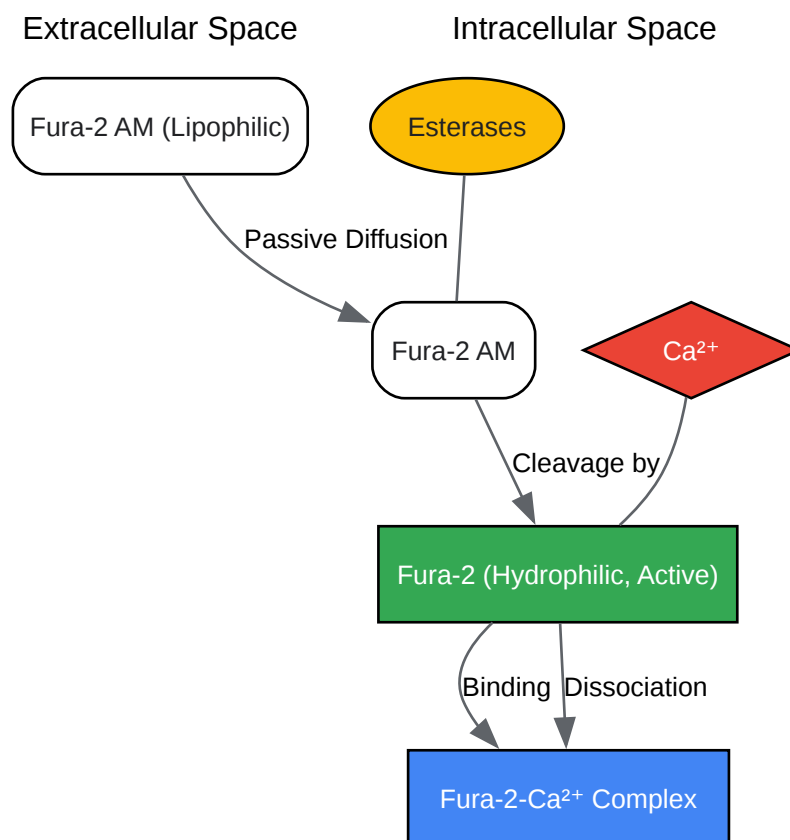 Extracellular Space
Intracellular Space
Fura-2 AM (Lipophilic)
Esterases
Passive Diffusion
Fura-2 AM
Ca²⁺
Cleavage by
Fura-2 (Hydrophilic, Active)
Binding
Dissociation
Fura-2-Ca²⁺ Complex